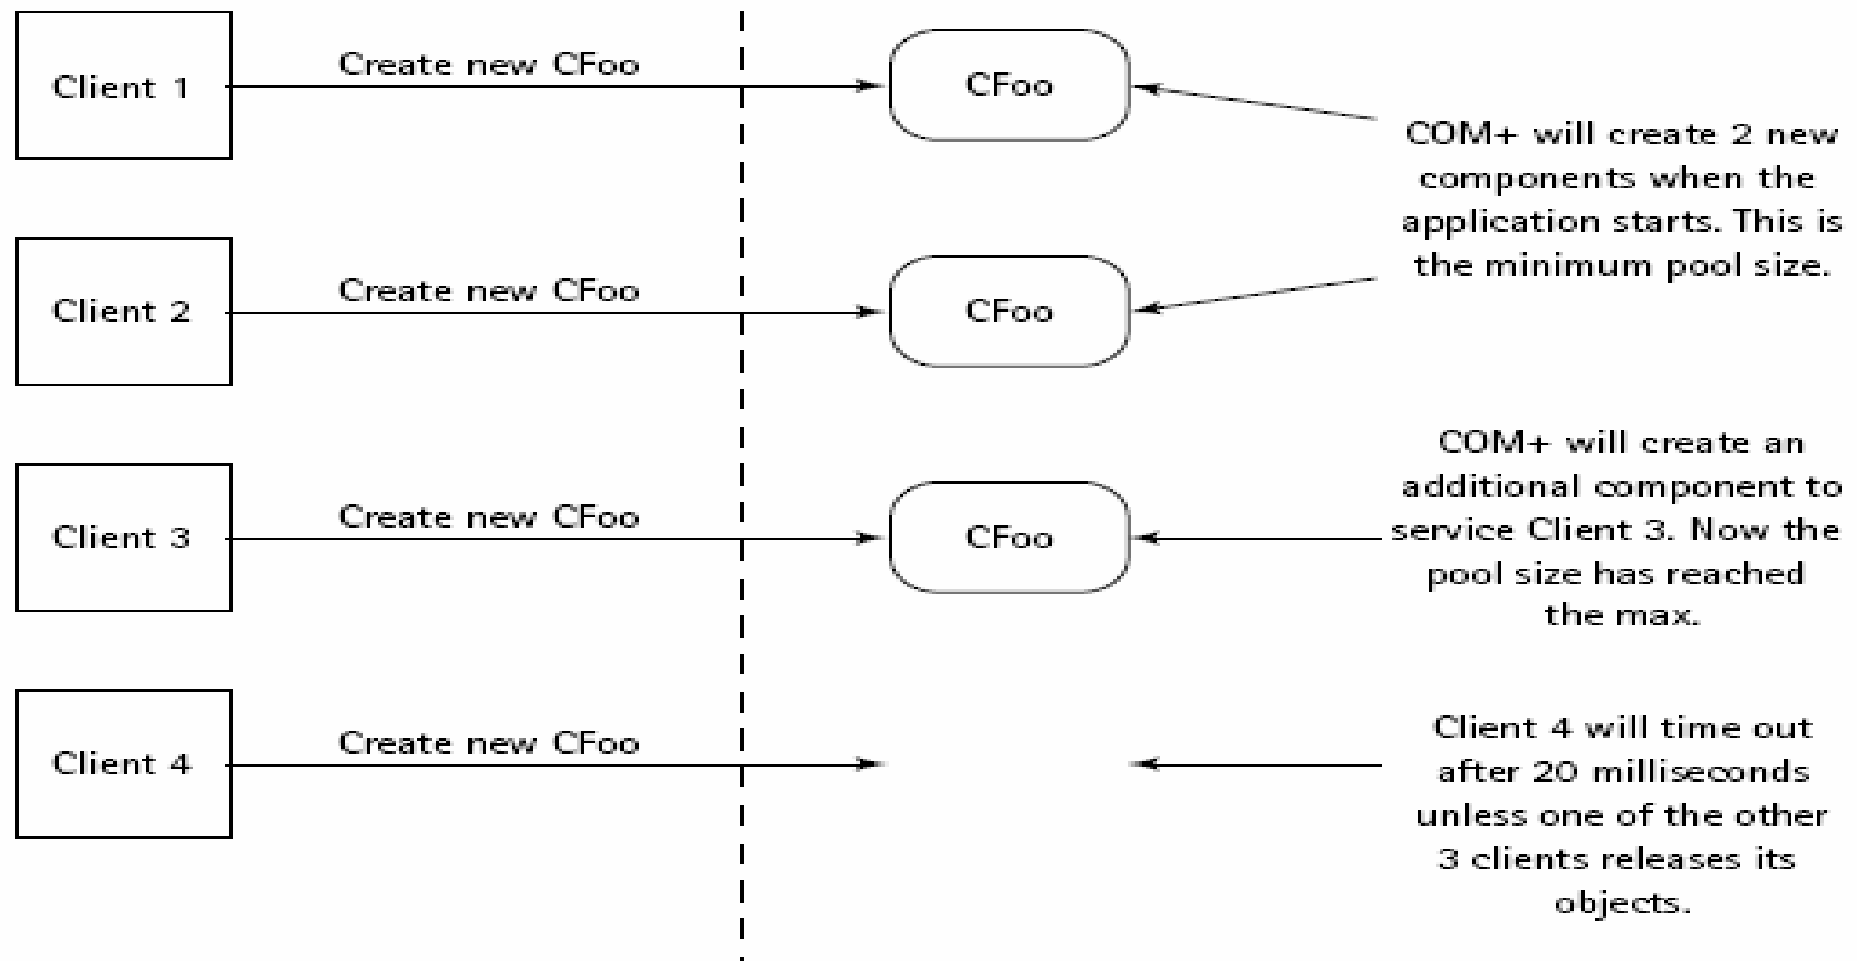 Client 1
Create new CFoo
CFoo
COM+ will create 2 new
components when the
application starts. This is
the minimum pool size.
Client 2
Create new CFoo
CFoo
Client 3
Create new CFoo
CFoo
COM+ will create an
additional component to
service Client 3. Now the
pool size has reached
the max.
Client 4
Create new CFoo
Client 4 will time out
after 20 milliseconds
unless one of the other
3 clients releases its
objects.